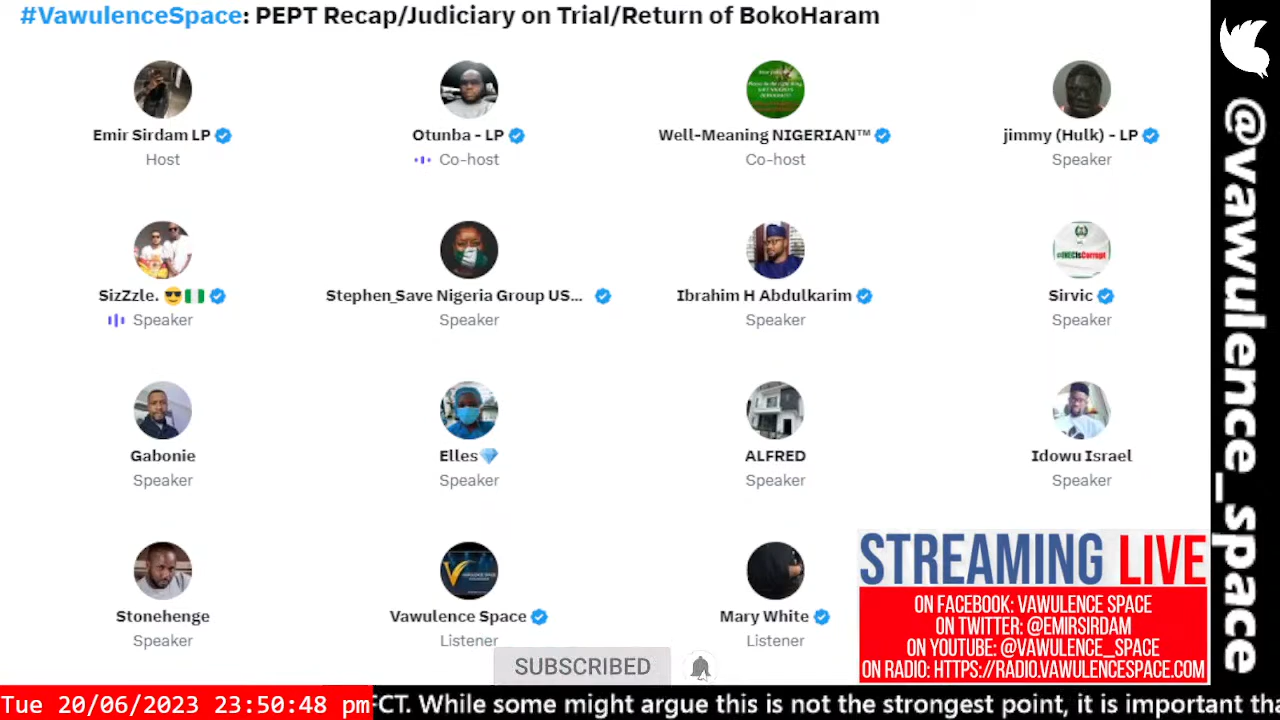 #VawulenceSpace: PEPT Recap/Judiciary on Trial/Return of BokoHaram
Emir Sirdam LP
Host
Otunba - LP
Co-host
Well-Meaning NIGERIAN™
Co-host
jimmy (Hulk) - LP
Speaker
SizZzle. 😎🇳🇬
Speaker
Stephen_Save Nigeria Group US...
Speaker
Ibrahim H Abdulkarim
Speaker
Sirvic
Speaker
Gabonie
Speaker
Elles💎
Speaker
ALFRED
Speaker
Idowu Israel
Speaker
Stonehenge
Speaker
Vawulence Space
Listener
Mary White
Listener
SUBSCRIBED
STREAMING LIVE
ON FACEBOOK: VAWULENCE SPACE
ON TWITTER: @EMIRSIRDAM
ON YOUTUBE: @VAWULENCE_SPACE
ON RADIO: HTTPS://RADIO.VAWULENCESPACE.COM
@vawulence_space
Tue 20/06/2023 23:50:48 pm
FCT. While some might argue this is not the strongest point, it is important tha